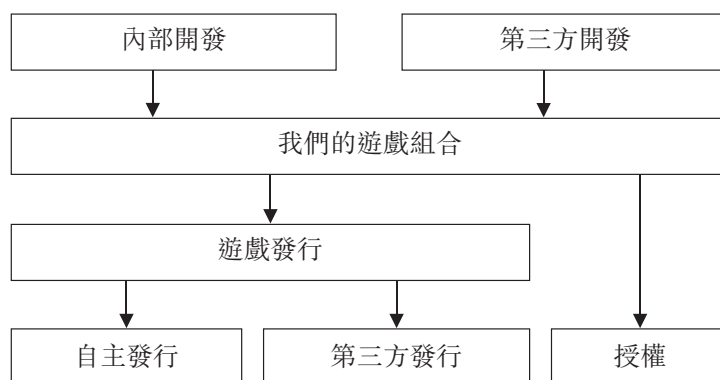 內部開發
第三方開發
我們的遊戲組合
遊戲發行
自主發行
第三方發行
授權